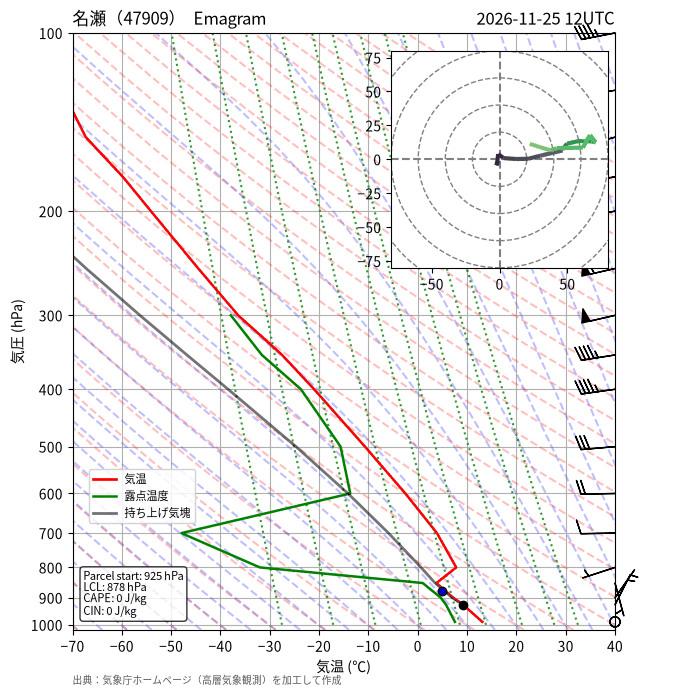 名瀬（47909） Emagram
2026-11-25 12UTC
100
200
300
400
500
600
700
800
900
1000
気圧 (hPa)
75
50
25
0
−25
−50
−75
−50
0
50
気温
露点温度
持ち上げ気塊
Parcel start: 925 hPa
LCL: 878 hPa
CAPE: 0 J/kg
CIN: 0 J/kg
−70
−60
−50
−40
−30
−20
−10
0
10
20
30
40
気温 (℃)
出典：気象庁ホームページ（高層気象観測）を加工して作成